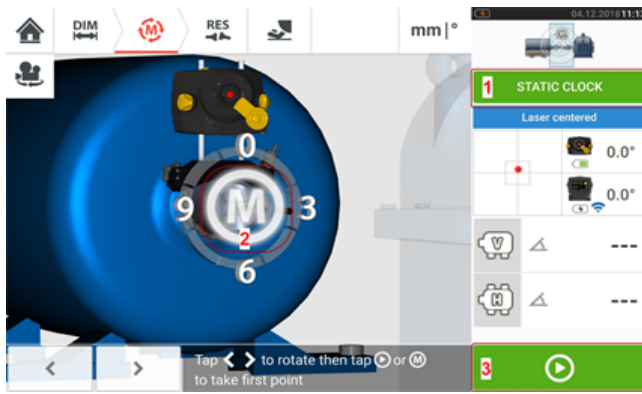 DIM
M
RES
mm|°
04.12.2018 11:12
1 STATIC CLOCK
Laser centered
0.0°
0.0°
0
9
M
3
2
6
V
---
H
---
Tap < > to rotate then tap or M
to take first point
3